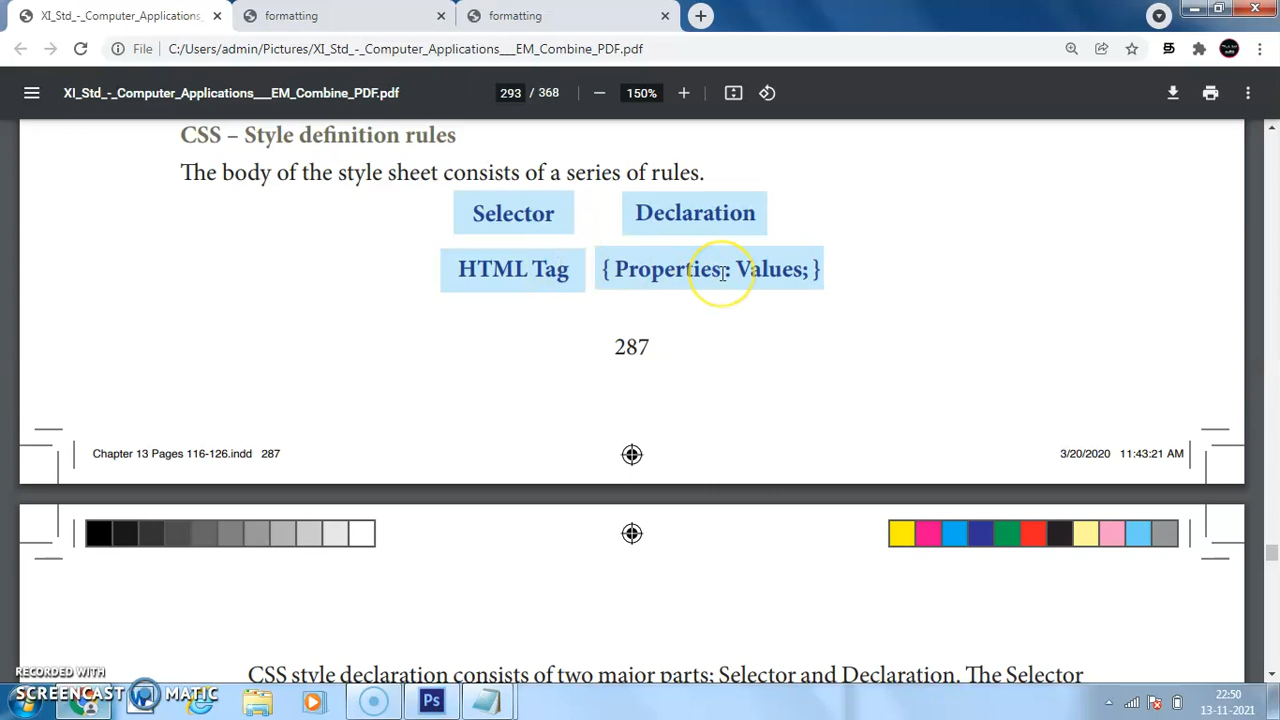 XI_Std_-_Computer_Applications_
formatting
formatting
File
C:/Users/admin/Pictures/XI_Std_-_Computer_Applications___EM_Combine_PDF.pdf
XI_Std_-_Computer_Applications___EM_Combine_PDF.pdf
293 / 368
150%
CSS – Style definition rules
The body of the style sheet consists of a series of rules.
Selector
Declaration
HTML Tag
{ Properties: Values; }
287
Chapter 13 Pages 116-126.indd 287
3/20/2020 11:43:21 AM
CSS style declaration consists of two major parts; Selector and Declaration. The Selector
RECORDED WITH
SCREENCAST MATIC
Ps
22:50
13-11-2021